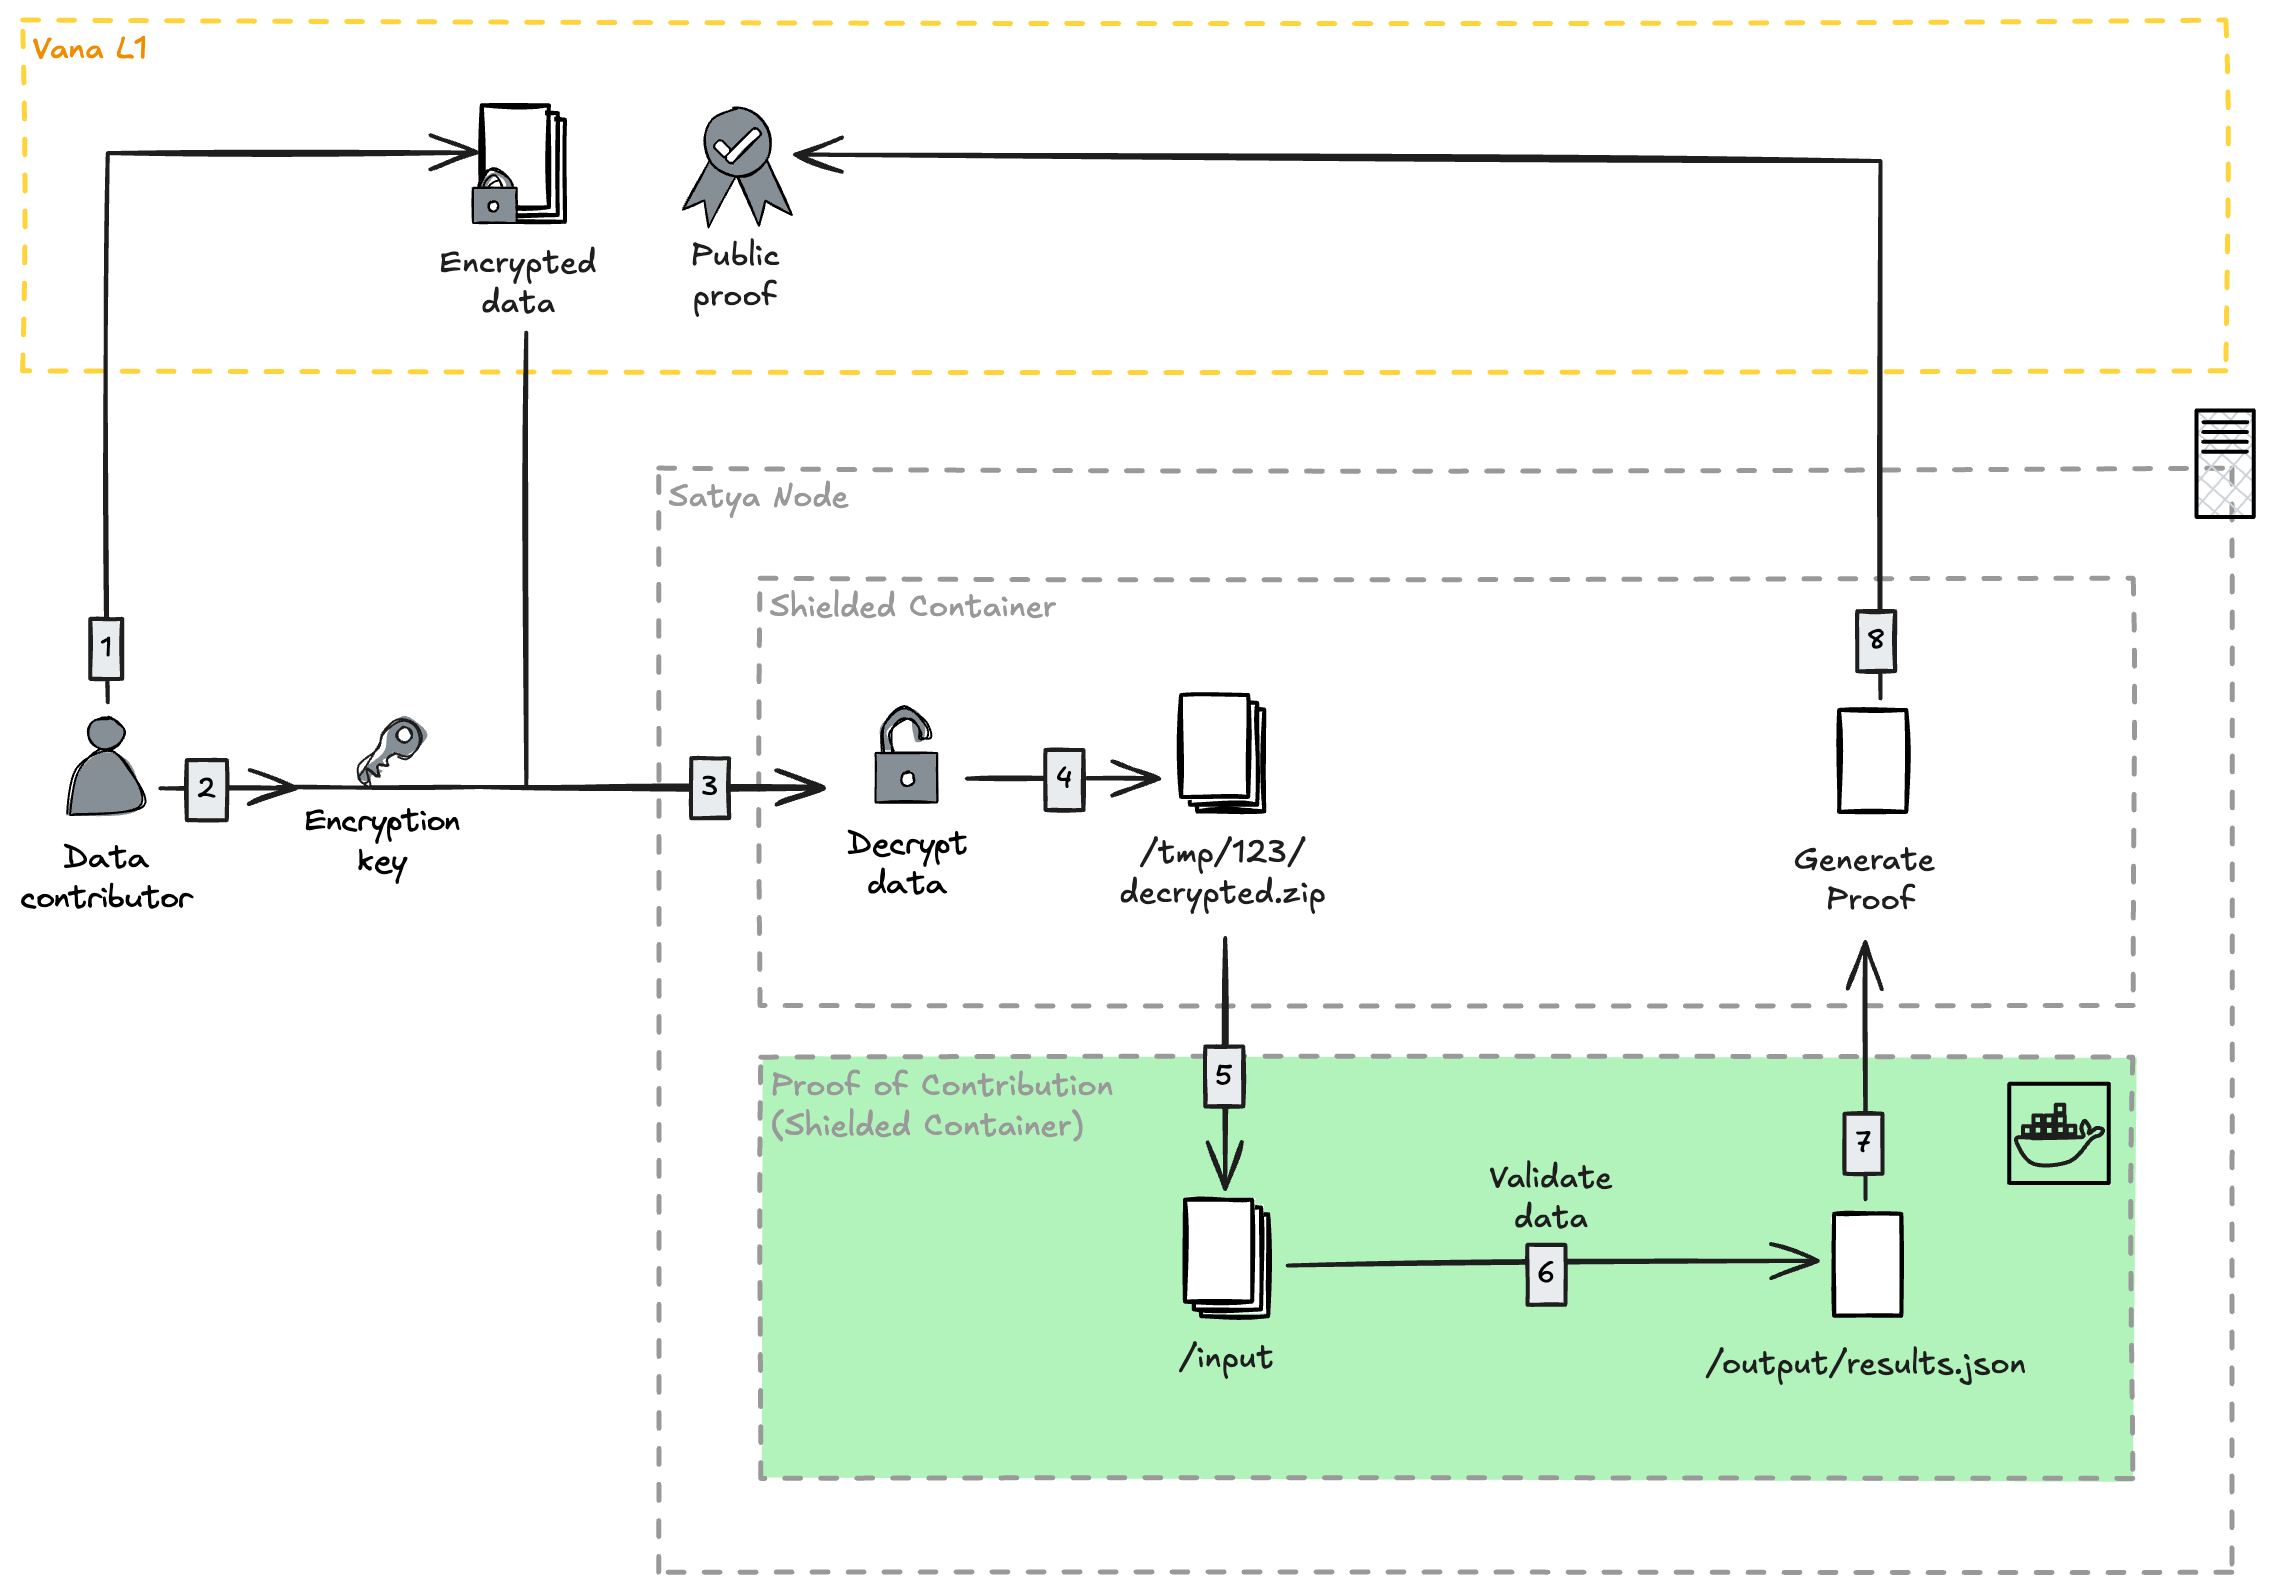 Vana L1
Encrypted
data
Public
proof
Satya Node
Shielded Container
1
8
2
Encryption
key
3
4
Data
contributor
Decrypt
data
/tmp/123/
decrypted.zip
Generate
Proof
Proof of Contribution
(Shielded Container)
5
7
Validate
data
6
/input
/output/results.json